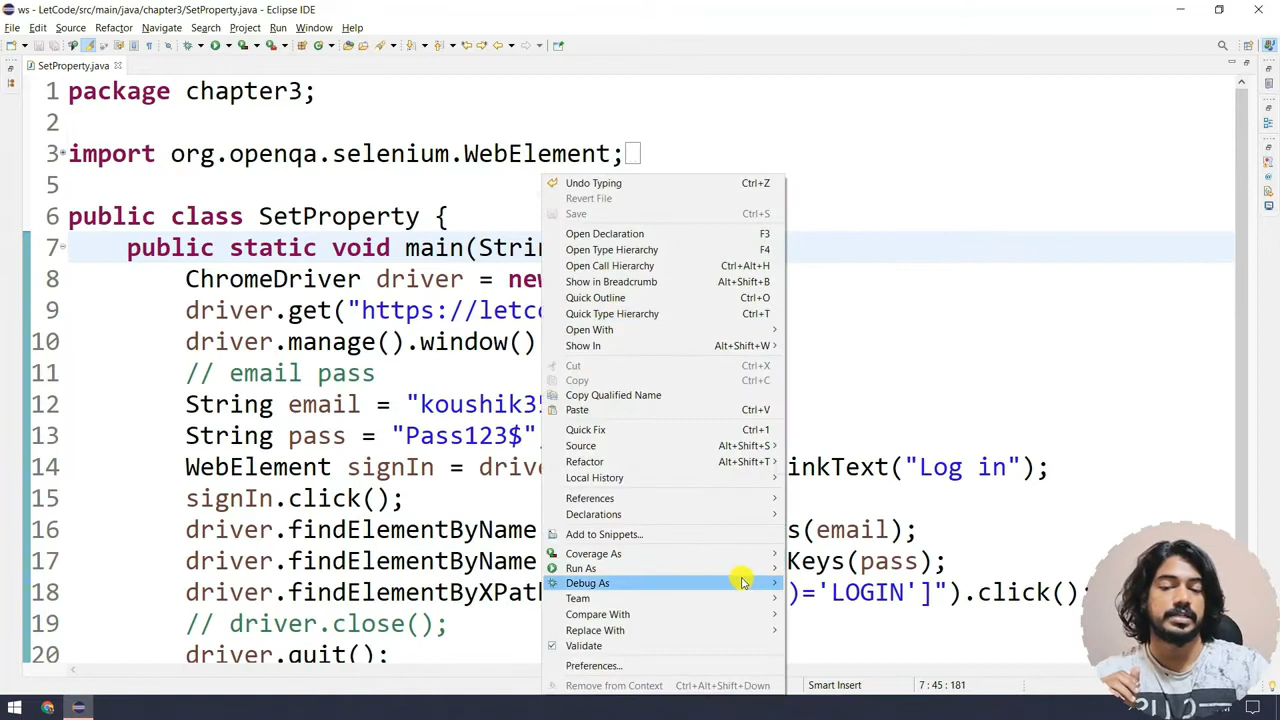 ws - LetCode/src/main/java/chapter3/SetProperty.java - Eclipse IDE
File Edit Source Refactor Navigate Search Project Run Window Help
SetProperty.java
1 package chapter3;
2
3 import org.openqa.selenium.WebElement;
5
6 public class SetProperty {
7 public static void main(Strin
8 ChromeDriver driver = new
9 driver.get("https://letco
10 driver.manage().window()
11 // email pass
12 String email = "koushik35
13 String pass = "Pass123$"
14 WebElement signIn = drive inkText("Log in");
15 signIn.click();
16 driver.findElementByName s(email);
17 driver.findElementByName Keys(pass);
18 driver.findElementByXPath )='LOGIN']").click();
19 // driver.close();
20 driver.quit();
Undo Typing Ctrl+Z
Revert File
Save Ctrl+S
Open Declaration F3
Open Type Hierarchy F4
Open Call Hierarchy Ctrl+Alt+H
Show in Breadcrumb Alt+Shift+B
Quick Outline Ctrl+O
Quick Type Hierarchy Ctrl+T
Open With
Show In Alt+Shift+W
Cut Ctrl+X
Copy Ctrl+C
Copy Qualified Name
Paste Ctrl+V
Quick Fix Ctrl+1
Source Alt+Shift+S
Refactor Alt+Shift+T
Local History
References
Declarations
Add to Snippets...
Coverage As
Run As
Debug As
Team
Compare With
Replace With
Validate
Preferences...
Remove from Context Ctrl+Alt+Shift+Down
Smart Insert 7 : 45 : 181